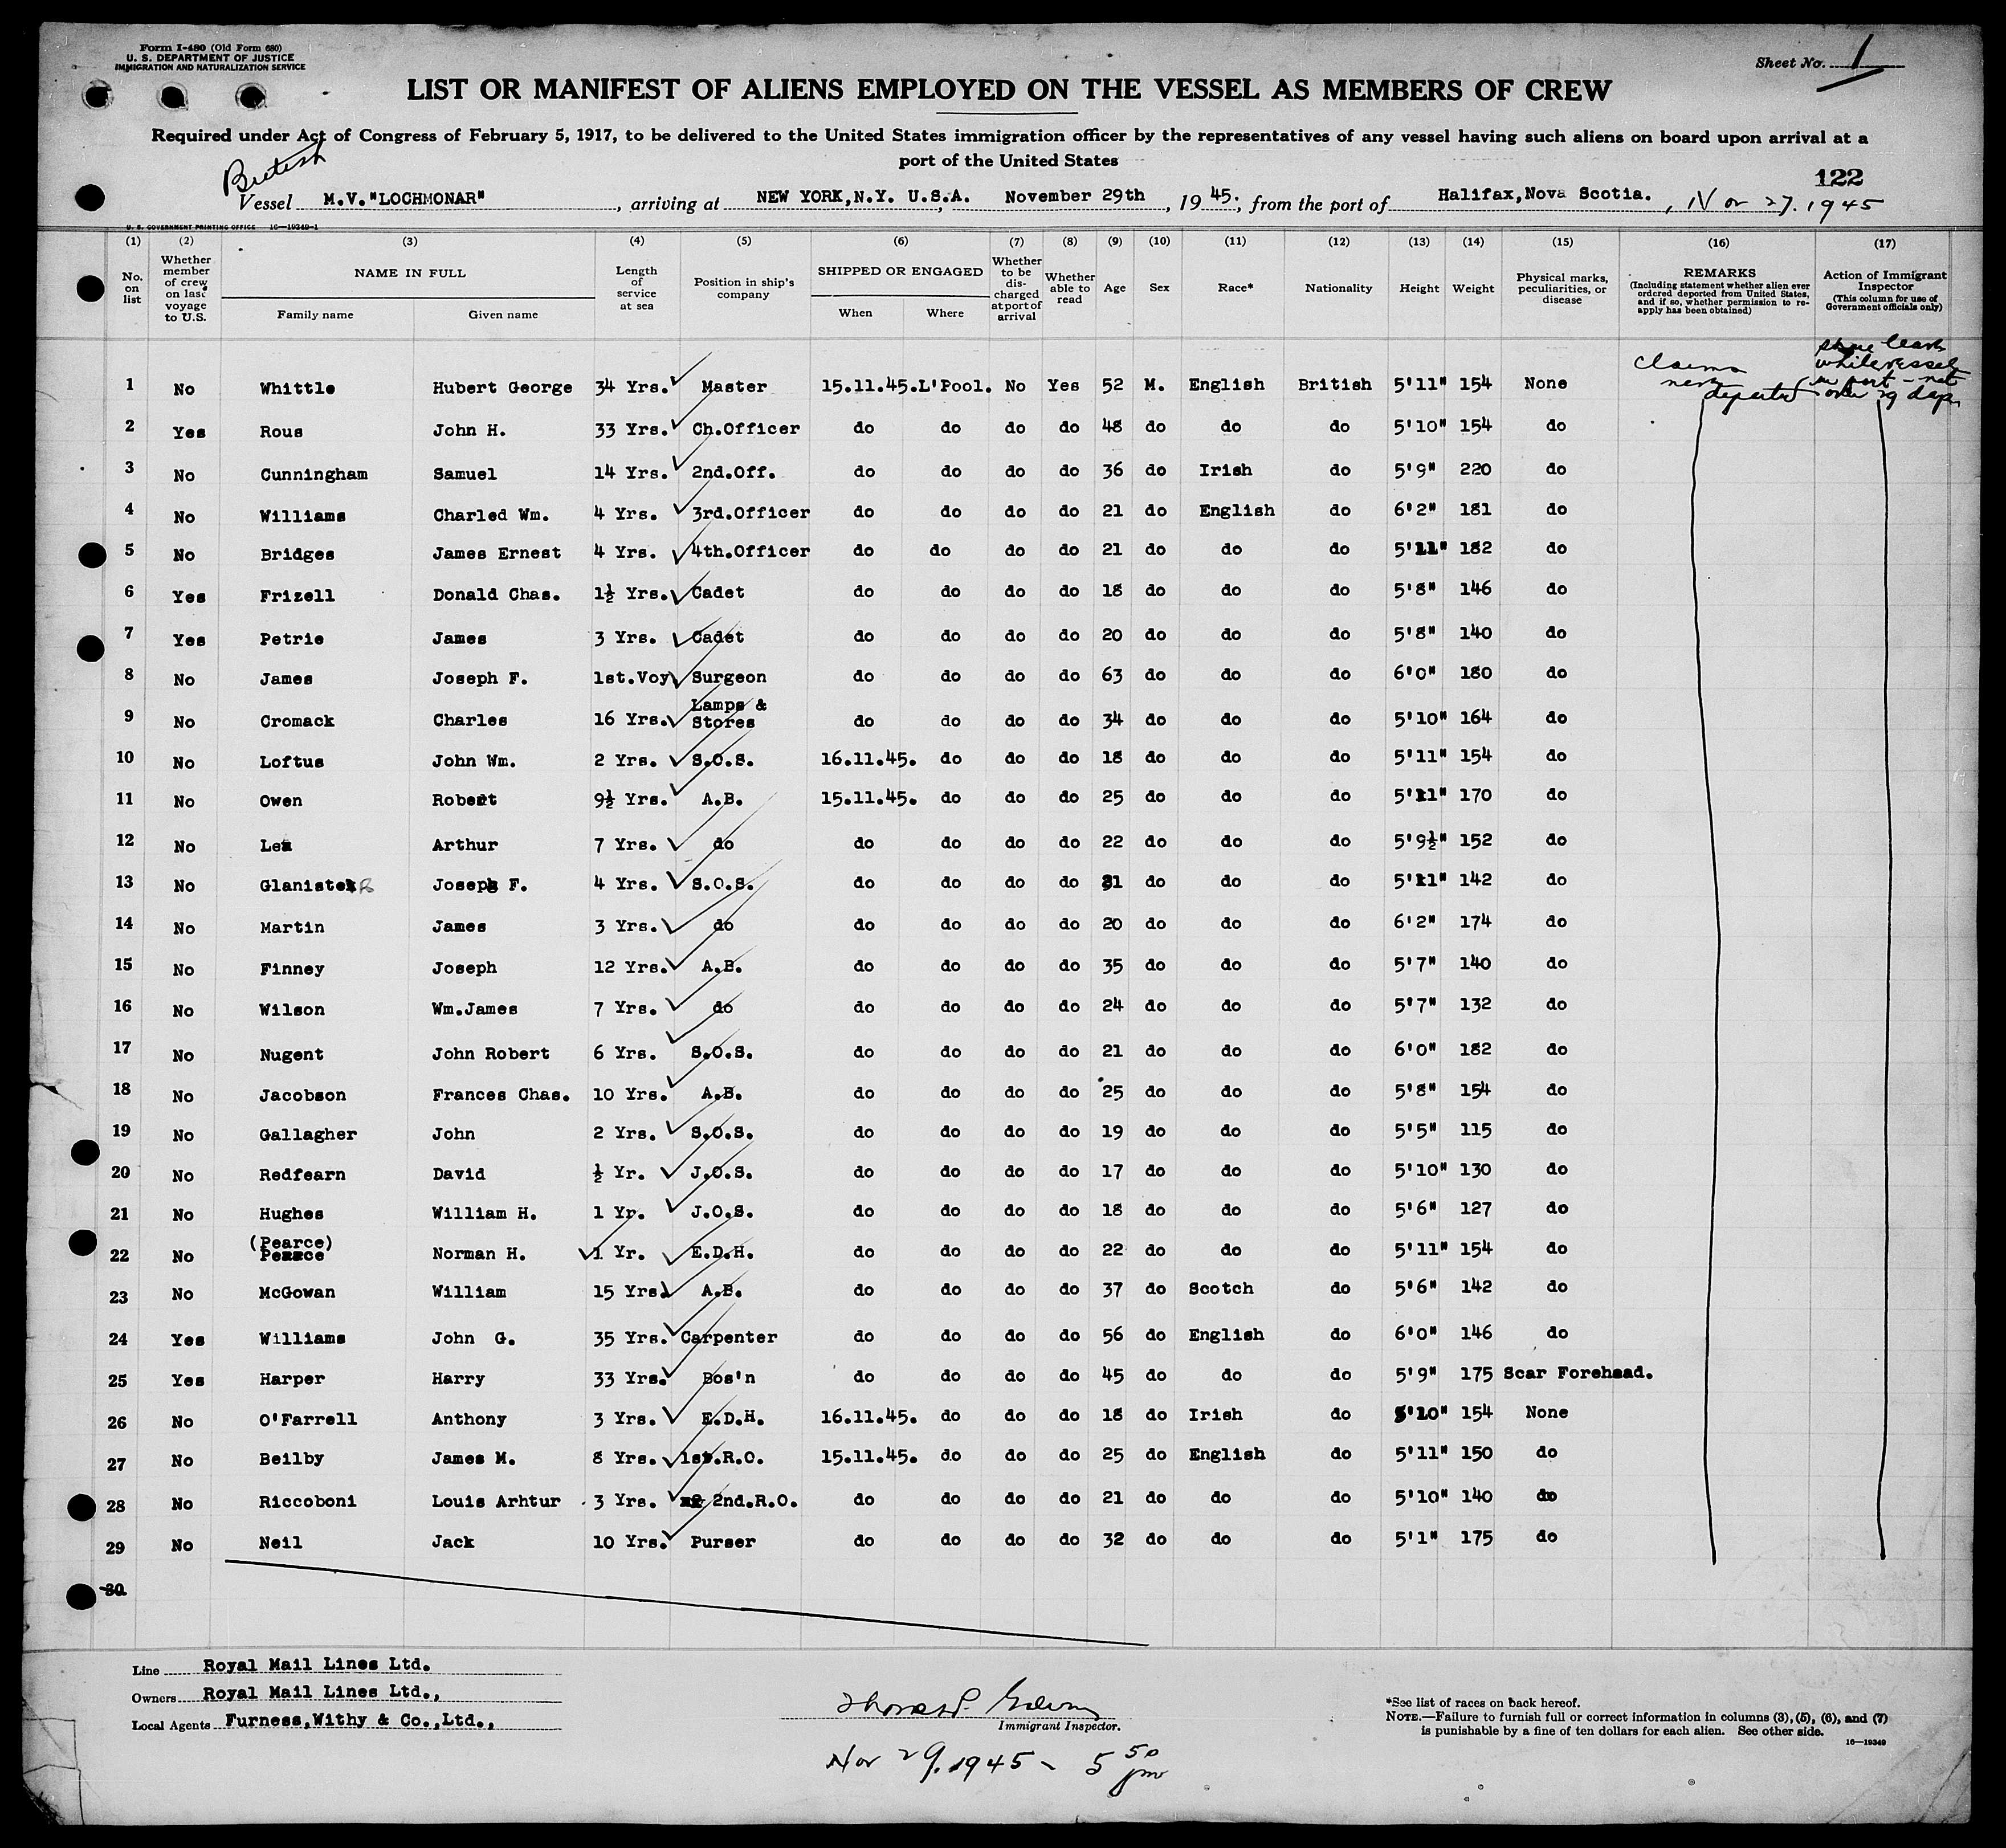 Form I-480 (Old Form 680)
U. S. DEPARTMENT OF JUSTICE
IMMIGRATION AND NATURALIZATION SERVICE
Sheet No. 1
LIST OR MANIFEST OF ALIENS EMPLOYED ON THE VESSEL AS MEMBERS OF CREW
Required under Act of Congress of February 5, 1917, to be delivered to the United States immigration officer by the representatives of any vessel having such aliens on board upon arrival at a
port of the United States
British
122
Vessel M.V."LOCHMONAR", arriving at NEW YORK,N.Y. U.S.A. November 29th, 1945., from the port of Halifax,Nova Scotia., Nov 27.1945
U. S. GOVERNMENT PRINTING OFFICE 16—19349-1
(1) (2) (3) (4) (5) (6) (7) (8) (9) (10) (11) (12) (13) (14) (15) (16) (17)
No. on list | Whether member of crew on last voyage to U.S. | NAME IN FULL Family name Given name | Length of service at sea | Position in ship's company | SHIPPED OR ENGAGED When Where | Whether to be discharged at port of arrival | Whether able to read | Age | Sex | Race* | Nationality | Height | Weight | Physical marks, peculiarities, or disease | REMARKS (Including statement whether alien ever ordered deported from United States, and if so, whether permission to reapply has been obtained) | Action of Immigrant Inspector (This column for use of Government officials only)
claims never deported
shore leave while vessel in port - not over 29 days
1 No Whittle Hubert George 34 Yrs. Master 15.11.45. L'Pool. No Yes 52 M. English British 5'11" 154 None
2 Yes Rous John H. 33 Yrs. Ch.Officer do do do do 48 do do do 5'10" 154 do
3 No Cunningham Samuel 14 Yrs. 2nd.Off. do do do do 36 do Irish do 5'9" 220 do
4 No Williams Charled Wm. 4 Yrs. 3rd.Officer do do do do 21 do English do 6'2" 181 do
5 No Bridges James Ernest 4 Yrs. 4th.Officer do do do do 21 do do do 5'11" 182 do
6 Yes Frizell Donald Chas. 1½ Yrs. Cadet do do do do 18 do do do 5'8" 146 do
7 Yes Petrie James 3 Yrs. Cadet do do do do 20 do do do 5'8" 140 do
8 No James Joseph F. 1st.Voy. Surgeon do do do do 63 do do do 6'0" 180 do
9 No Cromack Charles 16 Yrs. Lamps & Stores do do do do 34 do do do 5'10" 164 do
10 No Loftus John Wm. 2 Yrs. S.O.S. 16.11.45. do do do 18 do do do 5'11" 154 do
11 No Owen Robert 9½ Yrs. A.B. 15.11.45. do do do 25 do do do 5'11" 170 do
12 No Lea Arthur 7 Yrs. do do do do do 22 do do do 5'9½" 152 do
13 No Glanister Joseph F. 4 Yrs. S.O.S. do do do do 21 do do do 5'11" 142 do
14 No Martin James 3 Yrs. do do do do do 20 do do do 6'2" 174 do
15 No Finney Joseph 12 Yrs. A.B. do do do do 35 do do do 5'7" 140 do
16 No Wilson Wm.James 7 Yrs. do do do do do 24 do do do 5'7" 132 do
17 No Nugent John Robert 6 Yrs. S.O.S. do do do do 21 do do do 6'0" 182 do
18 No Jacobson Frances Chas. 10 Yrs. A.B. do do do do 25 do do do 5'8" 154 do
19 No Gallagher John 2 Yrs. S.O.S. do do do do 19 do do do 5'5" 115 do
20 No Redfearn David ½ Yr. J.O.S. do do do do 17 do do do 5'10" 130 do
21 No Hughes William H. 1 Yr. J.O.S. do do do do 18 do do do 5'6" 127 do
22 No (Pearce) Norman H. 1 Yr. E.D.H. do do do do 22 do do do 5'11" 154 do
23 No McGowan William 15 Yrs. A.B. do do do do 37 do Scotch do 5'6" 142 do
24 Yes Williams John G. 35 Yrs. Carpenter do do do do 56 do English do 6'0" 146 do
25 Yes Harper Harry 33 Yrs. Bos'n do do do do 45 do do do 5'9" 175 Scar Forehead.
26 No O'Farrell Anthony 3 Yrs. E.D.H. 16.11.45. do do do 18 do Irish do 5'10" 154 None
27 No Beilby James M. 8 Yrs. 1st.R.O. 15.11.45. do do do 25 do English do 5'11" 150 do
28 No Riccoboni Louis Arhtur 3 Yrs. 2nd.R.O. do do do do 21 do do do 5'10" 140 do
29 No Neil Jack 10 Yrs. Purser do do do do 32 do do do 5'1" 175 do
30
Line Royal Mail Lines Ltd.
Owners Royal Mail Lines Ltd.,
Local Agents Furness,Withy & Co.,Ltd.,
Immigrant Inspector.
Nov 29.1945 - 5 50 pm
*See list of races on back hereof.
NOTE.—Failure to furnish full or correct information in columns (3), (5), (6), and (7)
is punishable by a fine of ten dollars for each alien. See other side.
16—19349